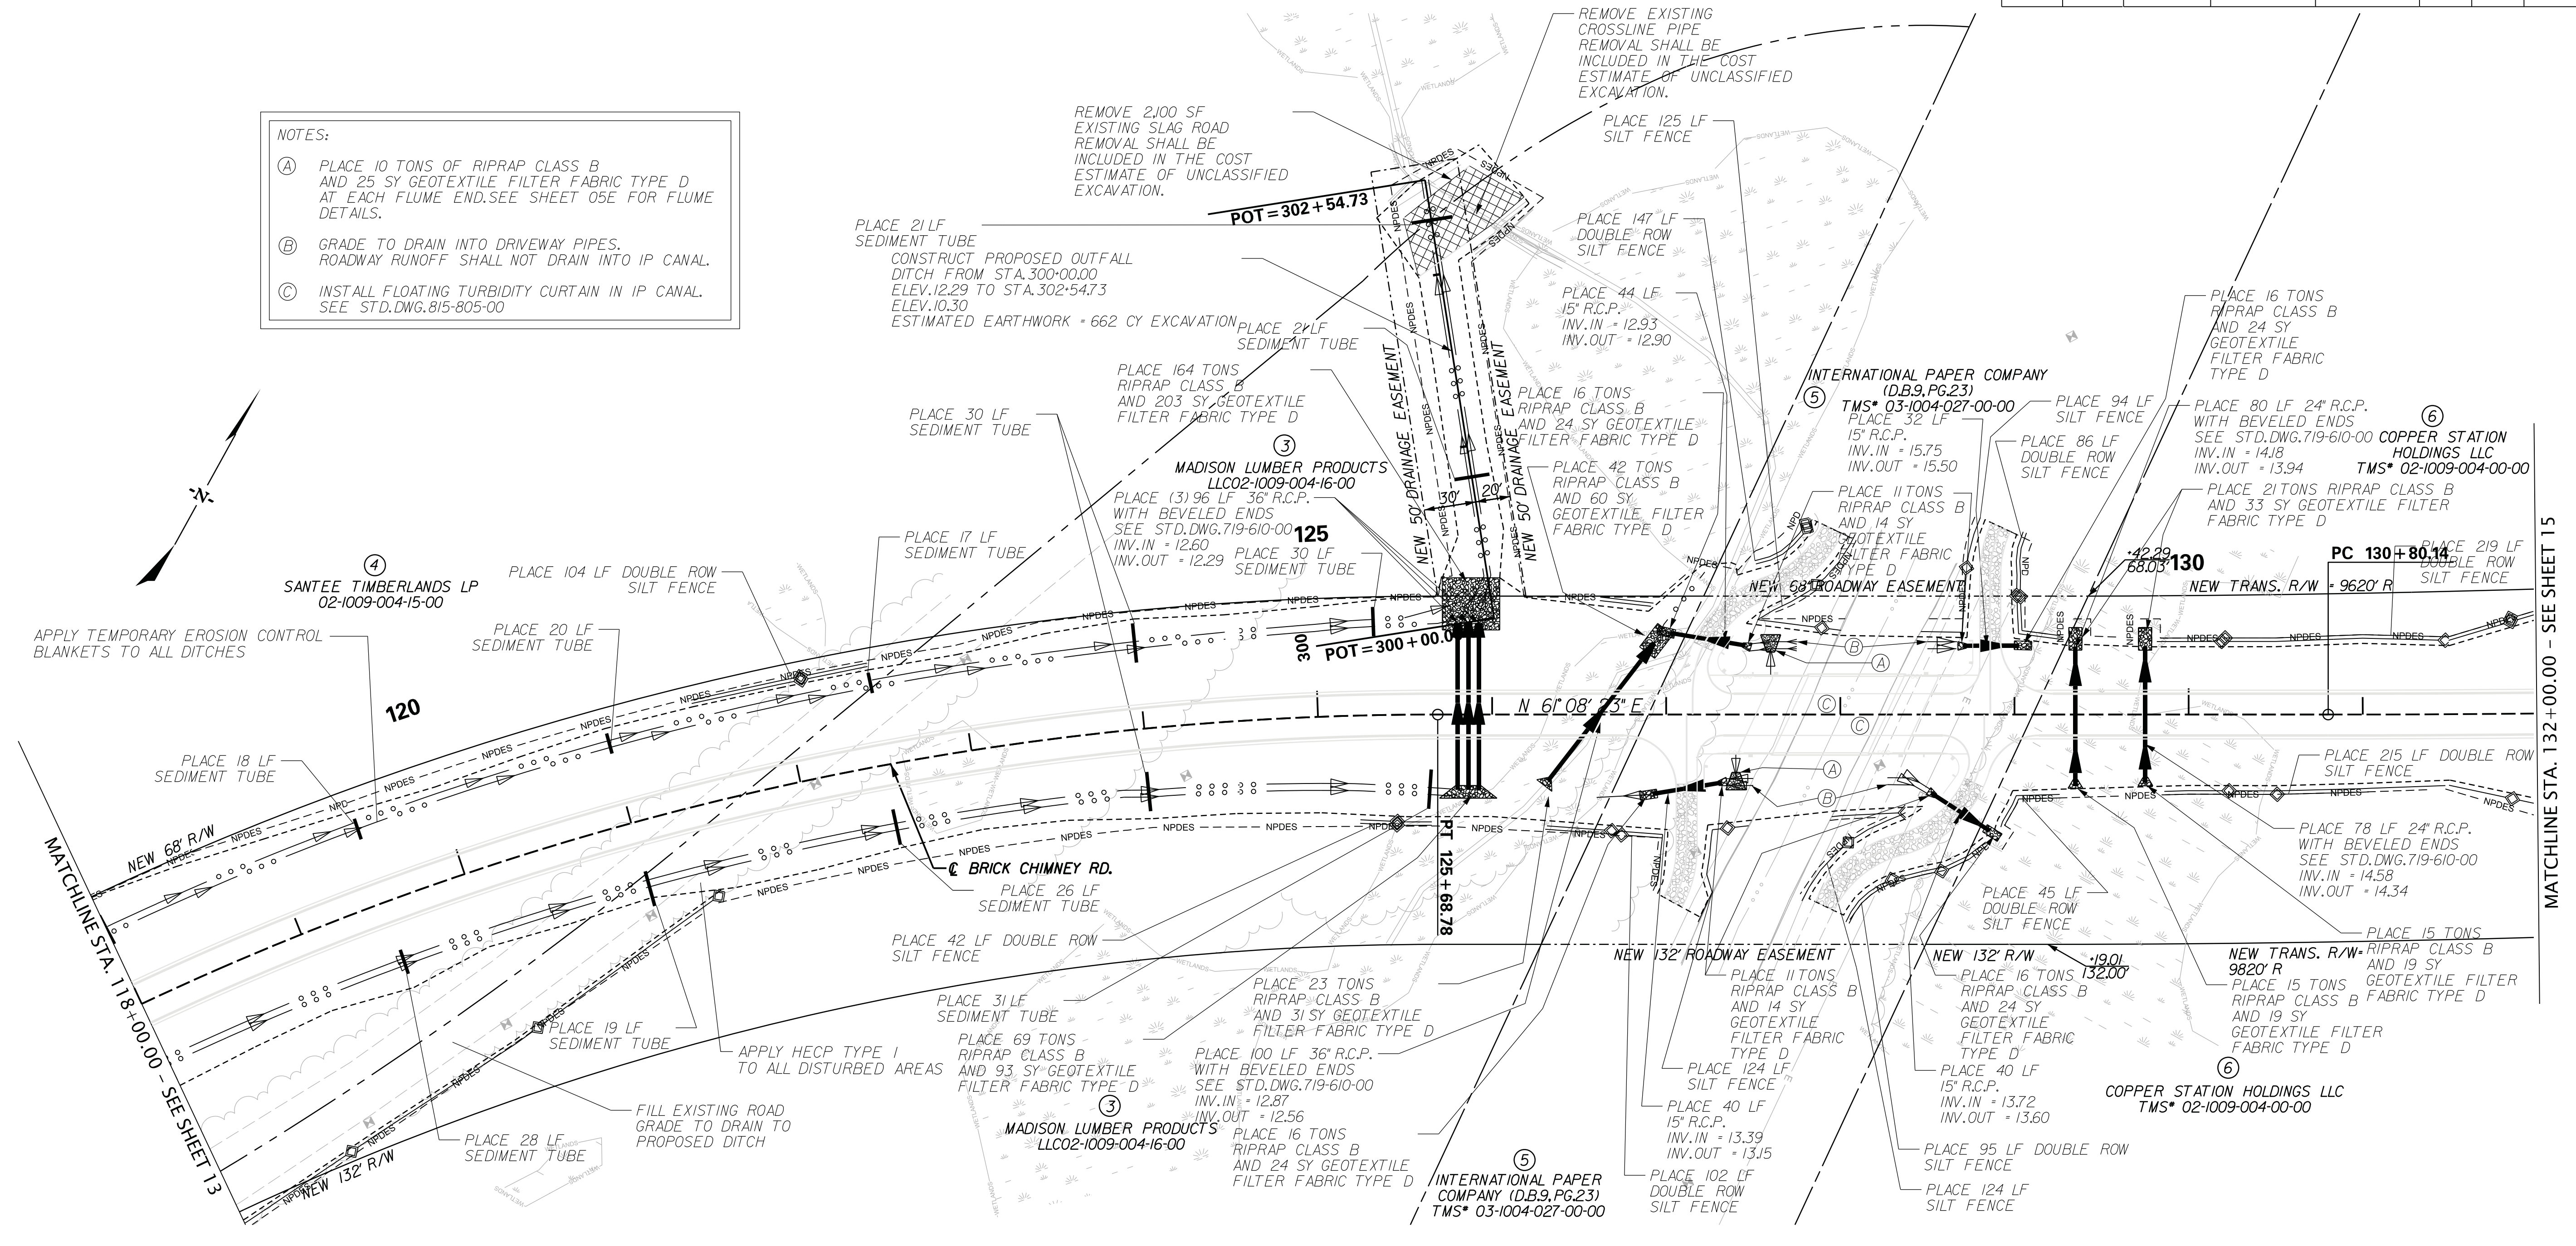 NOTES:
Ⓐ PLACE 10 TONS OF RIPRAP CLASS B
AND 25 SY GEOTEXTILE FILTER FABRIC TYPE D
AT EACH FLUME END. SEE SHEET 05E FOR FLUME
DETAILS.
Ⓑ GRADE TO DRAIN INTO DRIVEWAY PIPES.
ROADWAY RUNOFF SHALL NOT DRAIN INTO IP CANAL.
Ⓒ INSTALL FLOATING TURBIDITY CURTAIN IN IP CANAL.
SEE STD. DWG. 815-805-00
REMOVE EXISTING
CROSSLINE PIPE
REMOVAL SHALL BE
INCLUDED IN THE COST
ESTIMATE OF UNCLASSIFIED
EXCAVATION.
REMOVE 2,100 SF
EXISTING SLAG ROAD
REMOVAL SHALL BE
INCLUDED IN THE COST
ESTIMATE OF UNCLASSIFIED
EXCAVATION.
PLACE 125 LF
SILT FENCE
POT = 302+54.73
PLACE 21 LF
SEDIMENT TUBE
CONSTRUCT PROPOSED OUTFALL
DITCH FROM STA. 300+00.00
ELEV. 12.29 TO STA. 302+54.73
ELEV. 10.30
ESTIMATED EARTHWORK = 662 CY EXCAVATION
PLACE 147 LF
DOUBLE ROW
SILT FENCE
PLACE 44 LF
15" R.C.P.
INV. IN = 12.93
INV. OUT = 12.90
PLACE 21 LF
SEDIMENT TUBE
PLACE 164 TONS
RIPRAP CLASS B
AND 203 SY GEOTEXTILE
FILTER FABRIC TYPE D
PLACE 30 LF
SEDIMENT TUBE
NEW 50' DRAINAGE EASEMENT
NEW 50' DRAINAGE EASEMENT
30'
20'
PLACE 16 TONS
RIPRAP CLASS B
AND 24 SY GEOTEXTILE
FILTER FABRIC TYPE D
PLACE 42 TONS
RIPRAP CLASS B
AND 60 SY
GEOTEXTILE FILTER
FABRIC TYPE D
INTERNATIONAL PAPER COMPANY
(D.B.9, PG.23)
⑤
TMS# 03-1004-027-00-00
PLACE 32 LF
15" R.C.P.
INV. IN = 15.75
INV. OUT = 15.50
PLACE 11 TONS
RIPRAP CLASS B
AND 14 SY
GEOTEXTILE
FILTER FABRIC
TYPE D
PLACE 94 LF
SILT FENCE
PLACE 86 LF
DOUBLE ROW
SILT FENCE
PLACE 16 TONS
RIPRAP CLASS B
AND 24 SY
GEOTEXTILE
FILTER FABRIC
TYPE D
PLACE 80 LF 24" R.C.P.
WITH BEVELED ENDS
SEE STD. DWG. 719-610-00
INV. IN = 14.18
INV. OUT = 13.94
⑥
COPPER STATION
HOLDINGS LLC
TMS# 02-1009-004-00-00
PLACE 21 TONS RIPRAP CLASS B
AND 33 SY GEOTEXTILE FILTER
FABRIC TYPE D
+42.29
68.03'
130
PC 130+80.14
PLACE 219 LF
DOUBLE ROW
SILT FENCE
NEW TRANS. R/W = 9620' R
NEW 68' ROADWAY EASEMENT
③
MADISON LUMBER PRODUCTS
LLC02-1009-004-16-00
PLACE (3) 96 LF 36" R.C.P.
WITH BEVELED ENDS
SEE STD. DWG. 719-610-00
INV. IN = 12.60
INV. OUT = 12.29
125
PLACE 30 LF
SEDIMENT TUBE
PLACE 17 LF
SEDIMENT TUBE
④
SANTEE TIMBERLANDS LP
02-1009-004-15-00
PLACE 104 LF DOUBLE ROW
SILT FENCE
PLACE 20 LF
SEDIMENT TUBE
APPLY TEMPORARY EROSION CONTROL
BLANKETS TO ALL DITCHES
PLACE 18 LF
SEDIMENT TUBE
120
300
POT = 300+00.0
N 61° 08' 23" E
-N-
NEW 68' R/W
MATCHLINE STA. 118+00.00 - SEE SHEET 13
MATCHLINE STA. 132+00.00 - SEE SHEET 15
℄ BRICK CHIMNEY RD.
PLACE 26 LF
SEDIMENT TUBE
PT 125+68.78
PLACE 42 LF DOUBLE ROW
SILT FENCE
PLACE 31 LF
SEDIMENT TUBE
PLACE 69 TONS
RIPRAP CLASS B
AND 93 SY GEOTEXTILE
FILTER FABRIC TYPE D
③
MADISON LUMBER PRODUCTS
LLC02-1009-004-16-00
PLACE 19 LF
SEDIMENT TUBE
APPLY HECP TYPE 1
TO ALL DISTURBED AREAS
FILL EXISTING ROAD
GRADE TO DRAIN TO
PROPOSED DITCH
PLACE 28 LF
SEDIMENT TUBE
NEW 132' R/W
PLACE 23 TONS
RIPRAP CLASS B
AND 31 SY GEOTEXTILE
FILTER FABRIC TYPE D
PLACE 100 LF 36" R.C.P.
WITH BEVELED ENDS
SEE STD. DWG. 719-610-00
INV. IN = 12.87
INV. OUT = 12.56
PLACE 16 TONS
RIPRAP CLASS B
AND 24 SY GEOTEXTILE
FILTER FABRIC TYPE D
⑤
INTERNATIONAL PAPER
COMPANY (D.B.9, PG.23)
TMS# 03-1004-027-00-00
NEW 132' ROADWAY EASEMENT
PLACE 11 TONS
RIPRAP CLASS B
AND 14 SY
GEOTEXTILE
FILTER FABRIC
TYPE D
PLACE 124 LF
SILT FENCE
PLACE 40 LF
15" R.C.P.
INV. IN = 13.39
INV. OUT = 13.15
PLACE 102 LF
DOUBLE ROW
SILT FENCE
NEW 132' R/W
+19.01
132.00'
PLACE 16 TONS
RIPRAP CLASS B
AND 24 SY
GEOTEXTILE
FILTER FABRIC
TYPE D
PLACE 40 LF
15" R.C.P.
INV. IN = 13.72
INV. OUT = 13.60
PLACE 95 LF DOUBLE ROW
SILT FENCE
PLACE 124 LF
SILT FENCE
PLACE 45 LF
DOUBLE ROW
SILT FENCE
PLACE 215 LF DOUBLE ROW
SILT FENCE
PLACE 78 LF 24" R.C.P.
WITH BEVELED ENDS
SEE STD. DWG. 719-610-00
INV. IN = 14.58
INV. OUT = 14.34
NEW TRANS. R/W=
9820' R
PLACE 15 TONS
RIPRAP CLASS B
AND 19 SY
GEOTEXTILE FILTER
FABRIC TYPE D
PLACE 15 TONS
RIPRAP CLASS B
AND 19 SY
GEOTEXTILE FILTER
FABRIC TYPE D
⑥
COPPER STATION HOLDINGS LLC
TMS# 02-1009-004-00-00
Ⓑ
Ⓐ
Ⓒ
Ⓒ
Ⓐ
Ⓑ
NPDES
WETLANDS